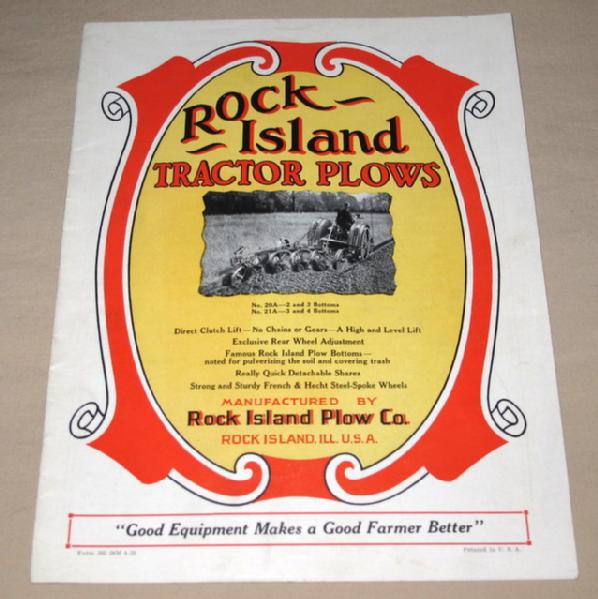 Rock-
Island
TRACTOR PLOWS
No. 20A—2 and 3 Bottoms
No. 21A—3 and 4 Bottoms
Direct Clutch Lift—No Chains or Gears—A High and Level Lift
Exclusive Rear Wheel Adjustment
Famous Rock Island Plow Bottoms—
noted for pulverizing the soil and covering trash
Really Quick Detachable Shares
Strong and Sturdy French & Hecht Steel-Spoke Wheels
MANUFACTURED BY
Rock Island Plow Co.
ROCK ISLAND, ILL. U.S.A.
"Good Equipment Makes a Good Farmer Better"
Form
Printed in U. S. A.